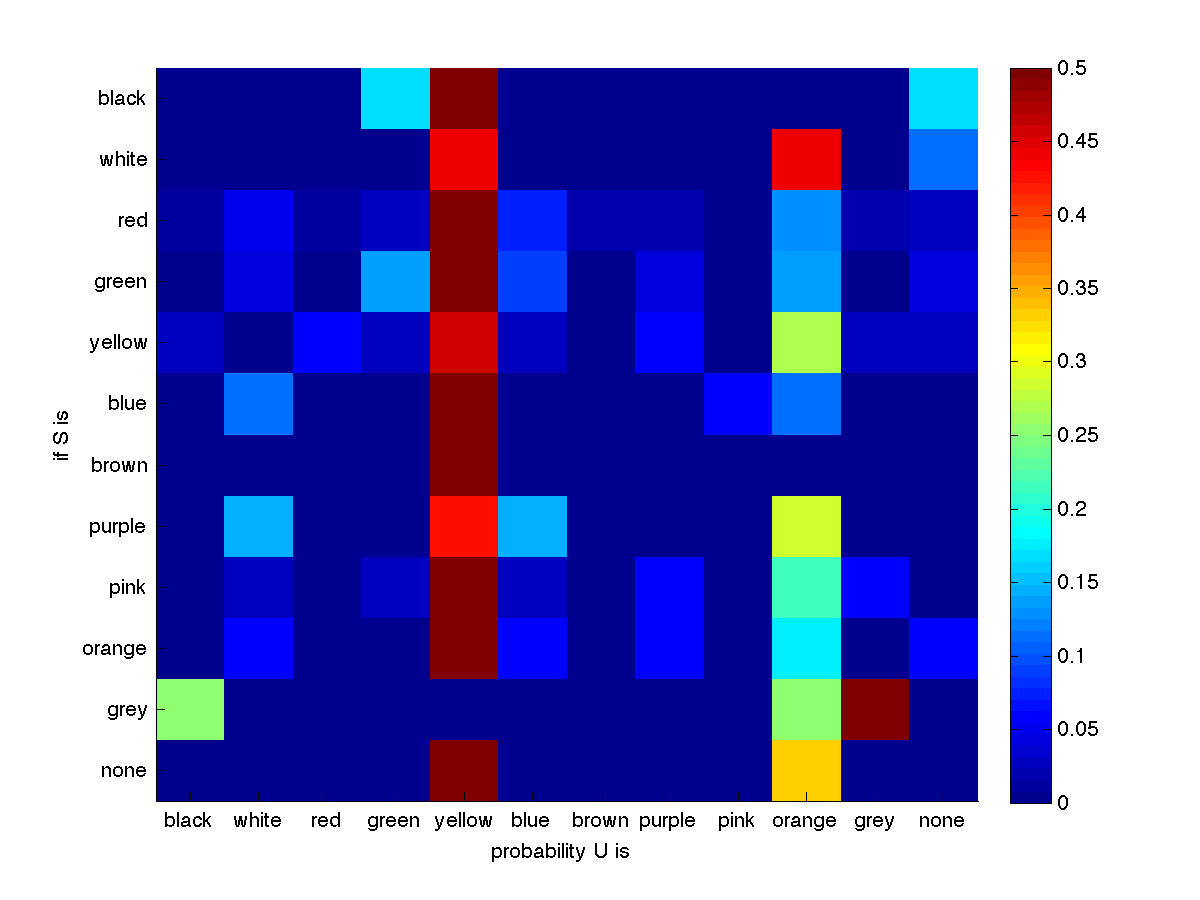 black
white
red
green
yellow
blue
brown
purple
pink
orange
grey
none
if S is
black white red green yellow blue brown purple pink orange grey none
probability U is
0.5
0.45
0.4
0.35
0.3
0.25
0.2
0.15
0.1
0.05
0